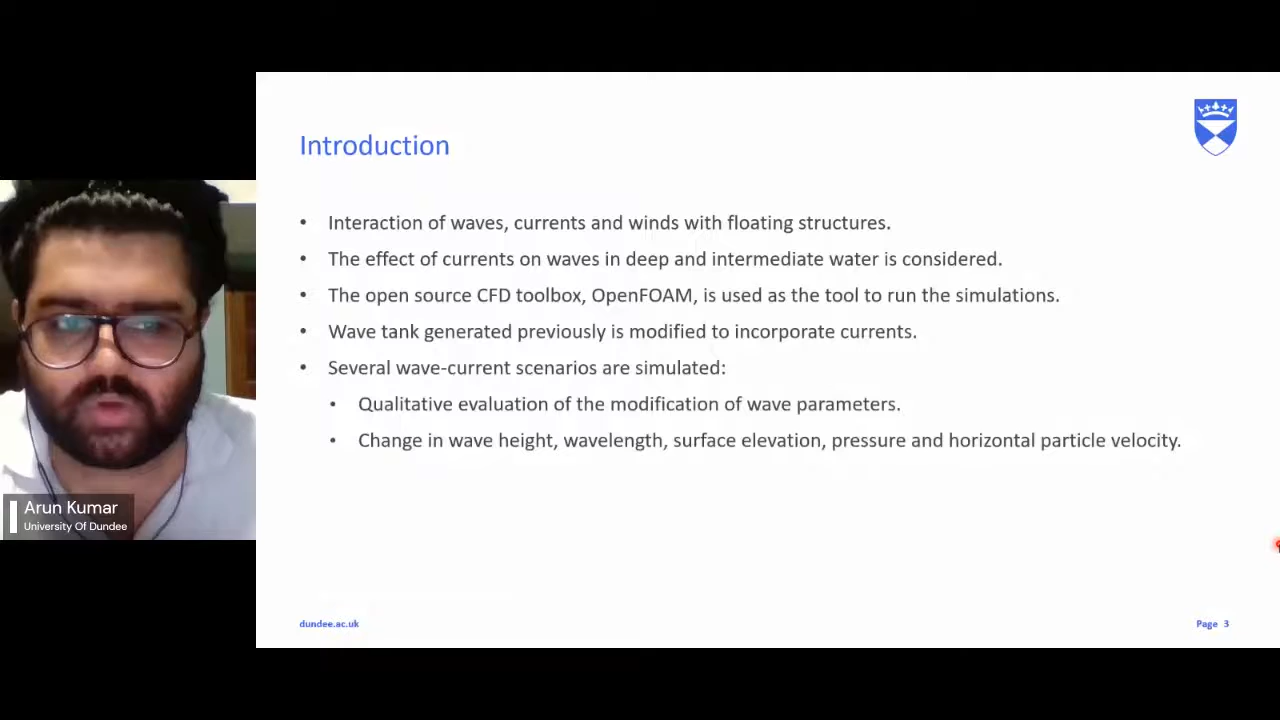 Introduction
• Interaction of waves, currents and winds with floating structures.
• The effect of currents on waves in deep and intermediate water is considered.
• The open source CFD toolbox, OpenFOAM, is used as the tool to run the simulations.
• Wave tank generated previously is modified to incorporate currents.
• Several wave-current scenarios are simulated:
• Qualitative evaluation of the modification of wave parameters.
• Change in wave height, wavelength, surface elevation, pressure and horizontal particle velocity.
Arun Kumar
University Of Dundee
dundee.ac.uk
Page 3